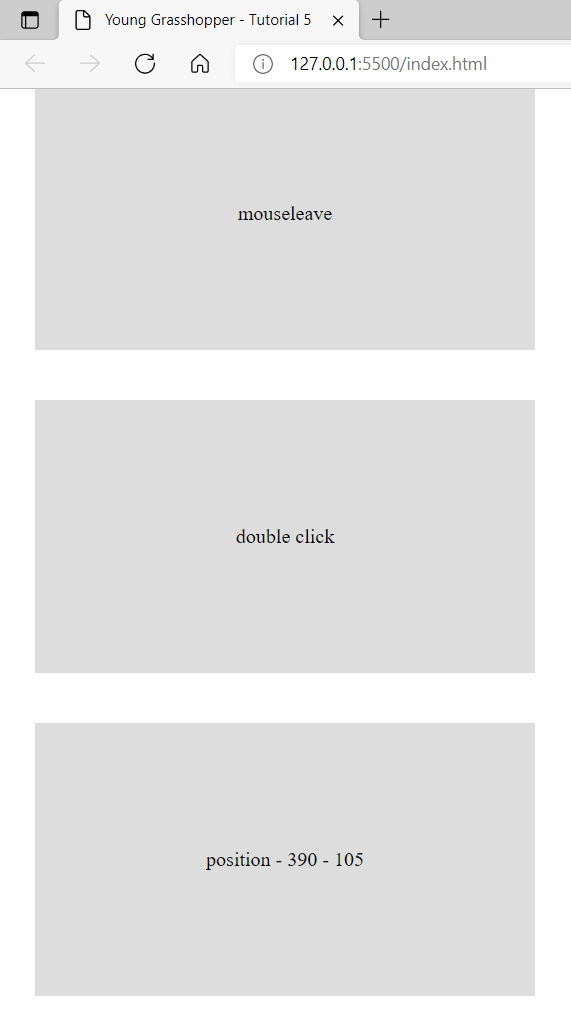 Young Grasshopper - Tutorial 5
127.0.0.1:5500/index.html
mouseleave
double click
position - 390 - 105